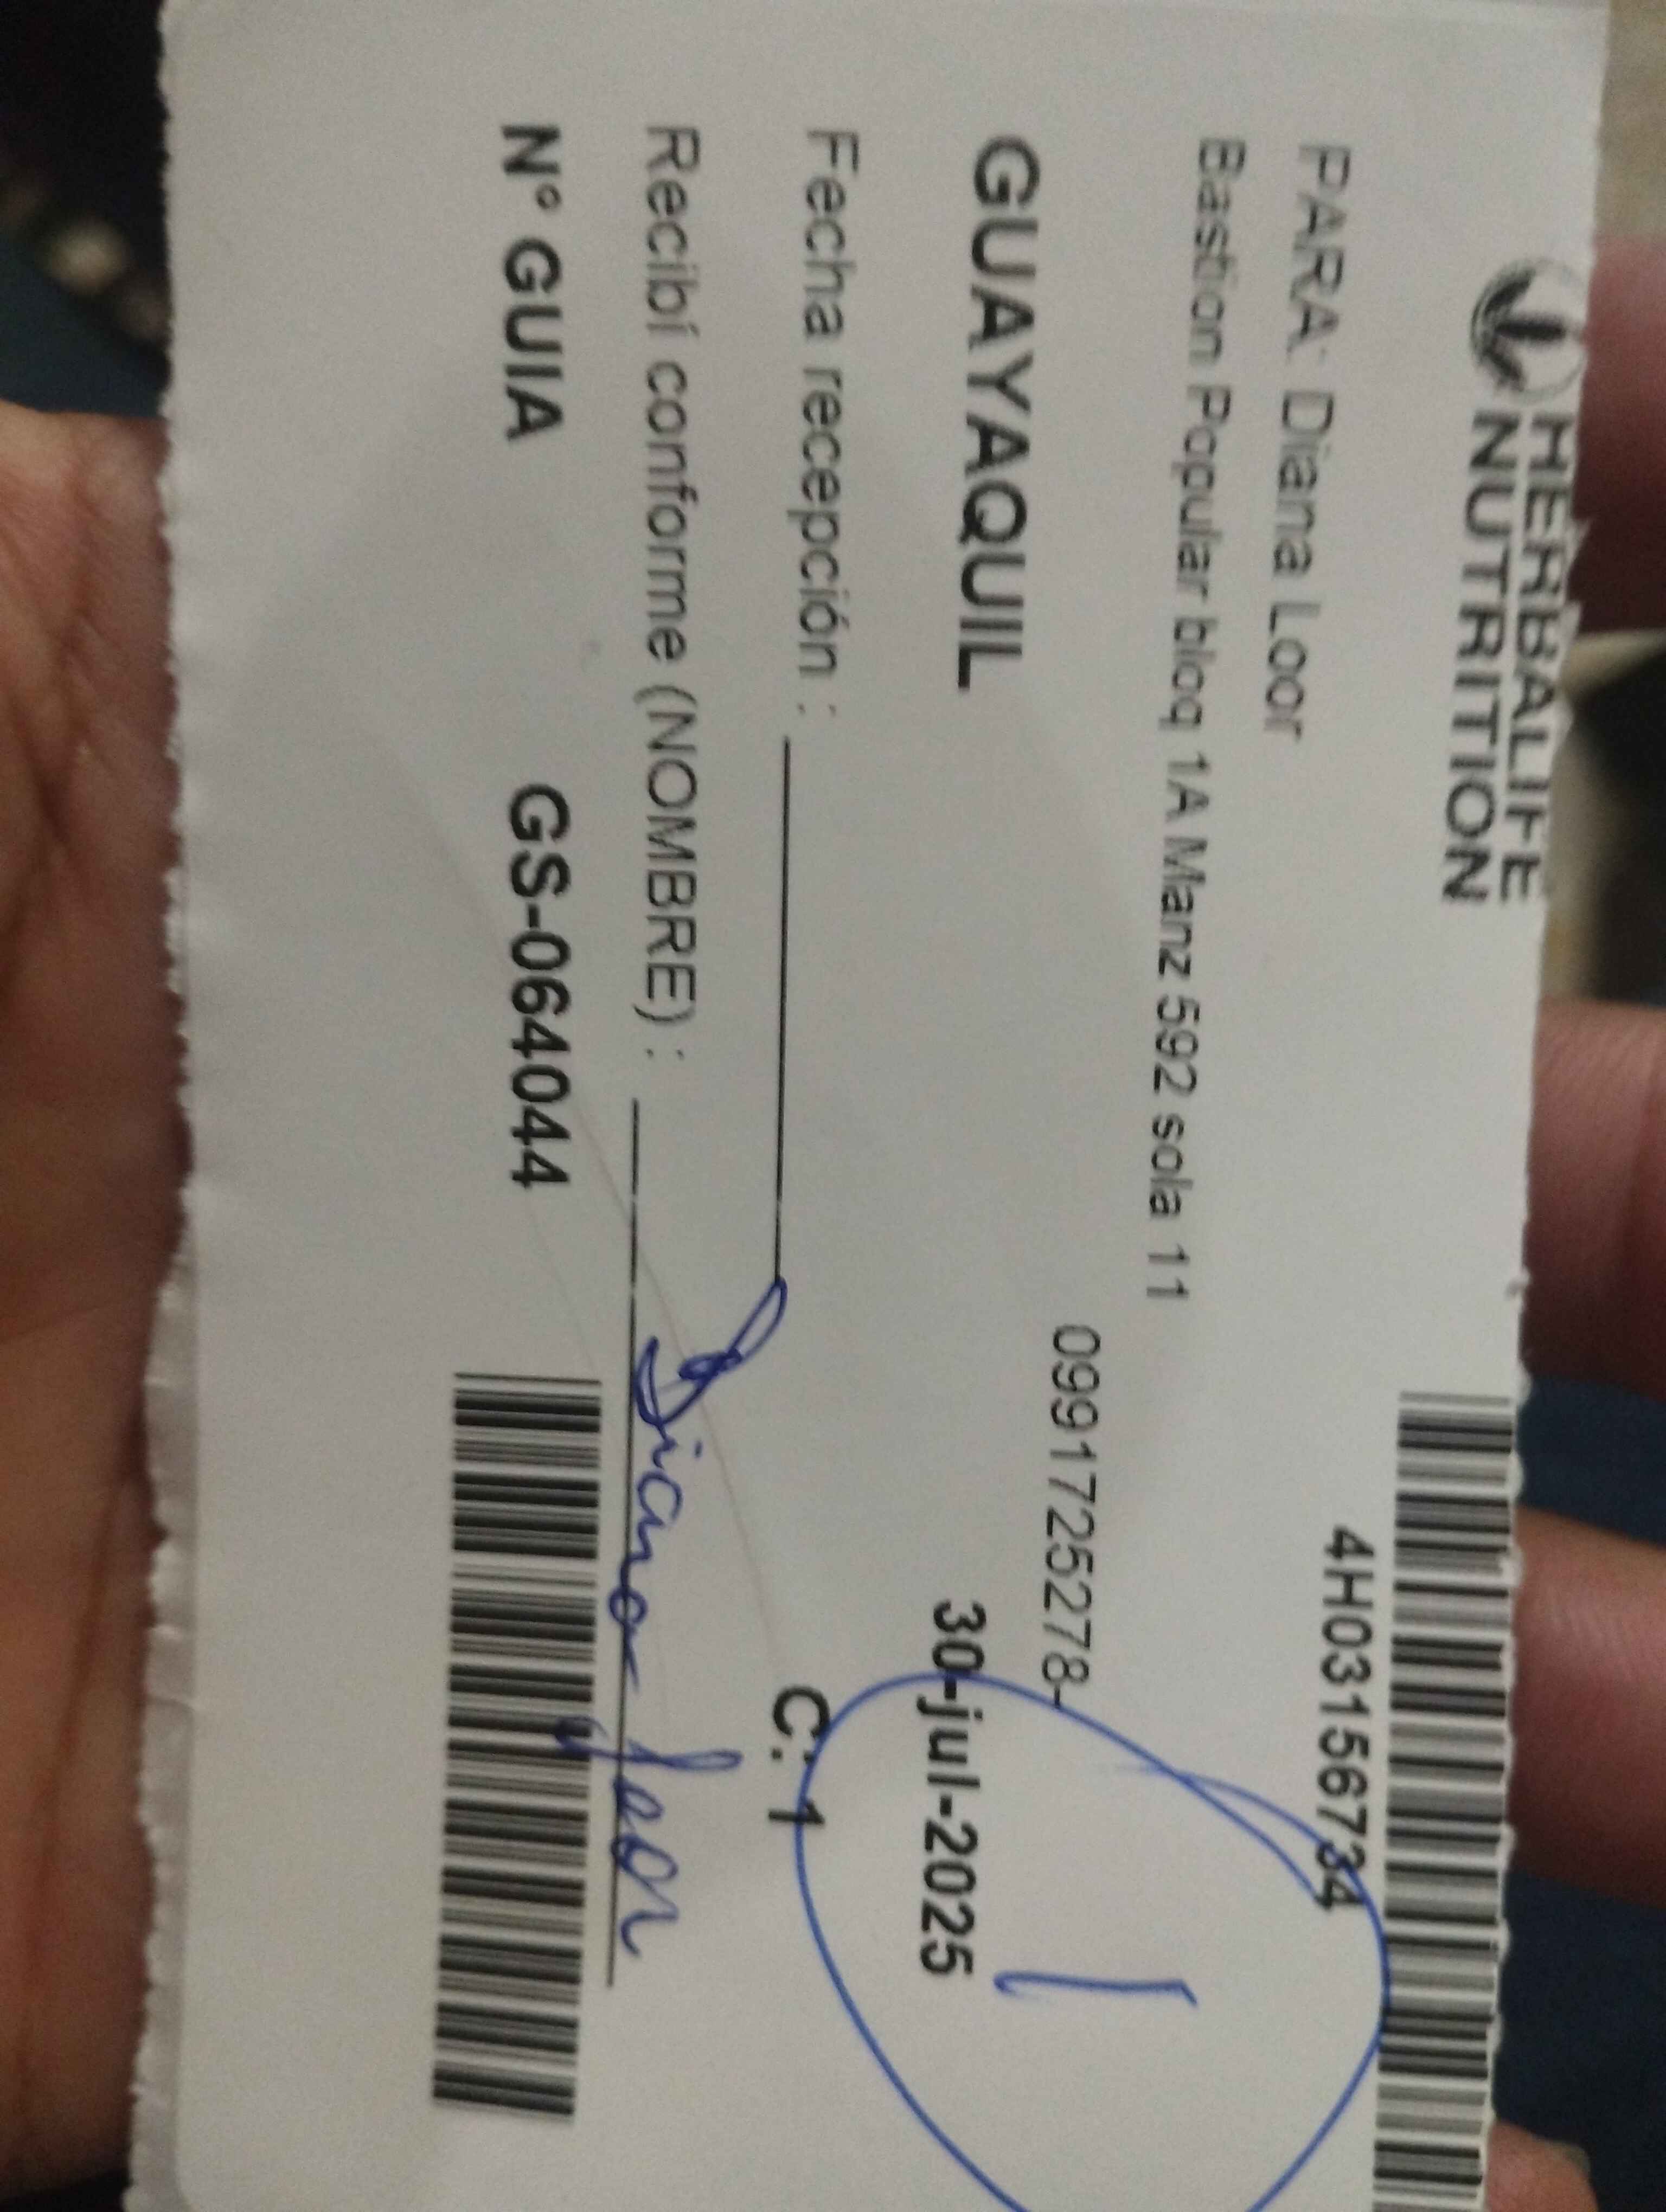 HERBALIFE
NUTRITION
4H03156734
PARA: Diana Loor
Bastion Popular bloq 1A Manz 592 sola 11
0991725278-
1
GUAYAQUIL
30-jul-2025
Fecha recepción :
C: 1
Recibí conforme (NOMBRE) : Diana Loor
N° GUIA GS-064044